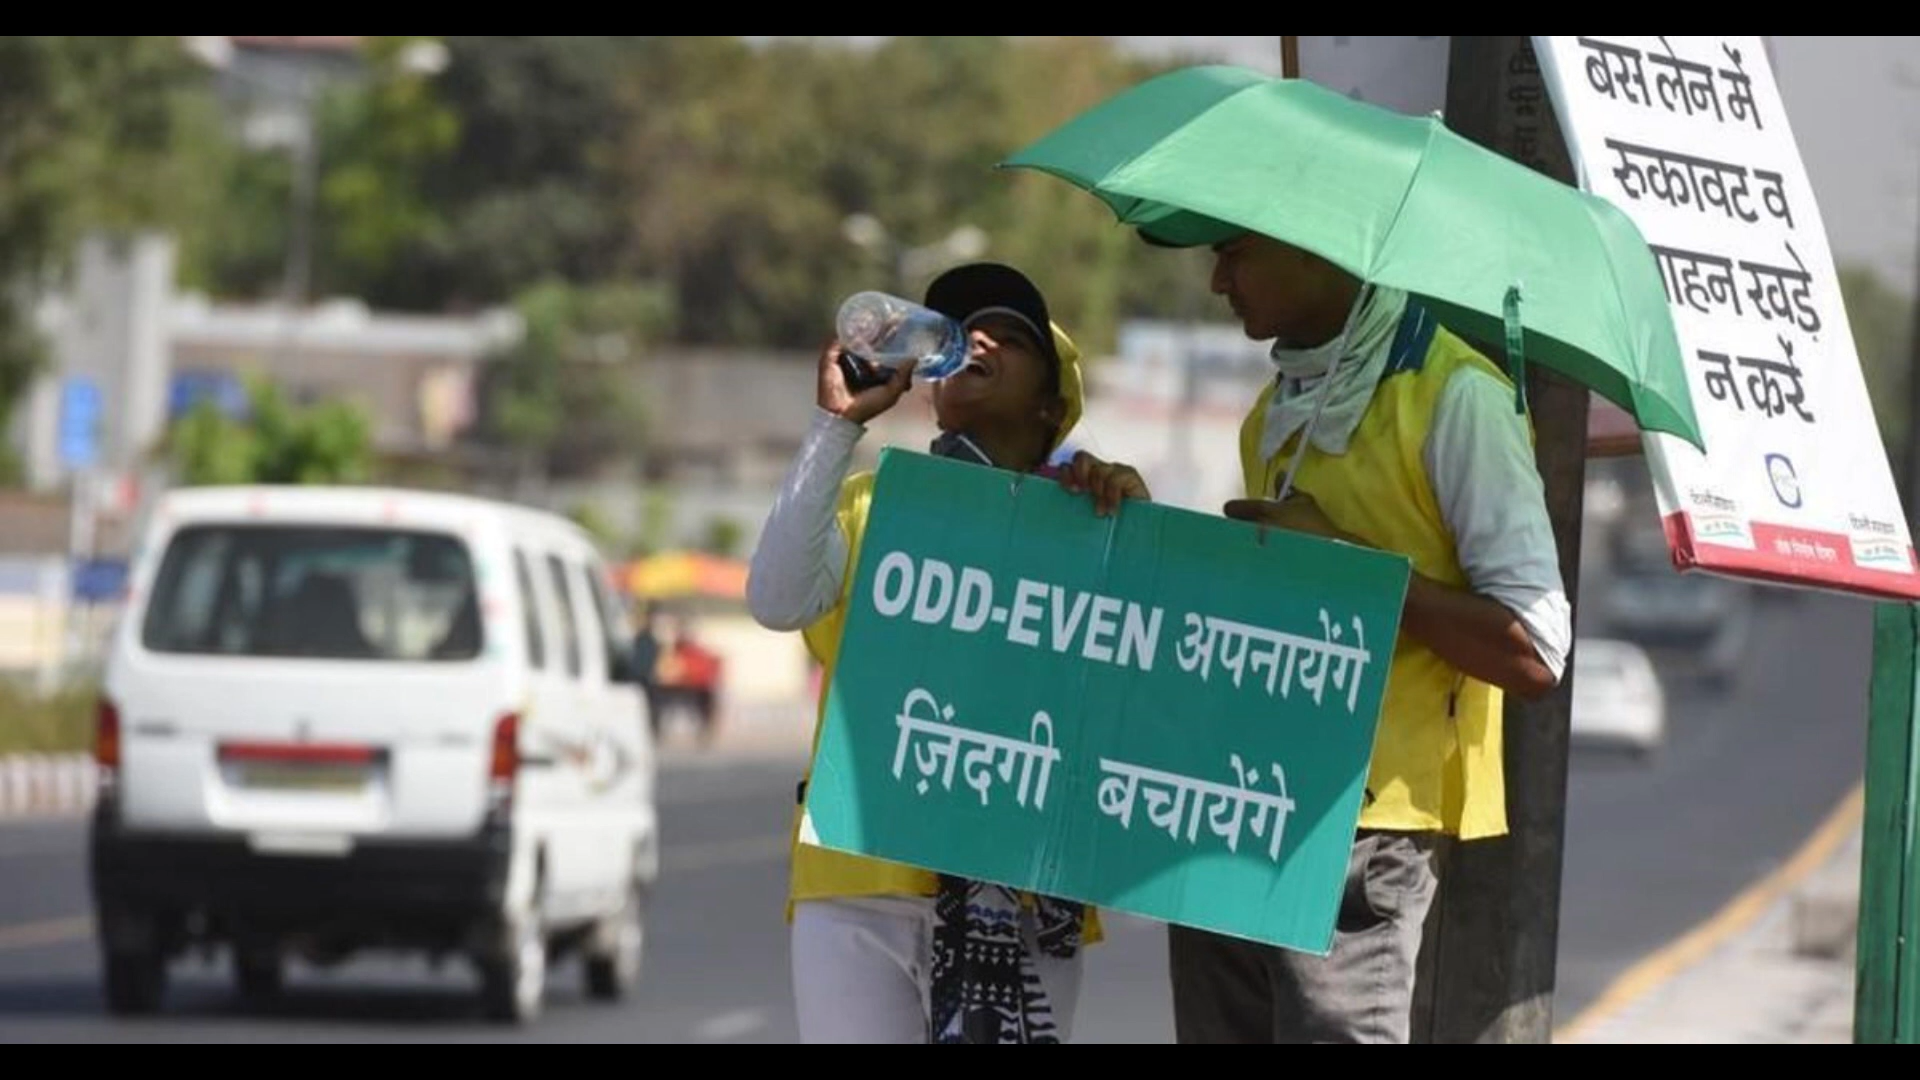 ODD-EVEN अपनायेंगे
ज़िंदगी बचायेंगे
बस लेन में
रुकावट व
वाहन खड़े
न करें